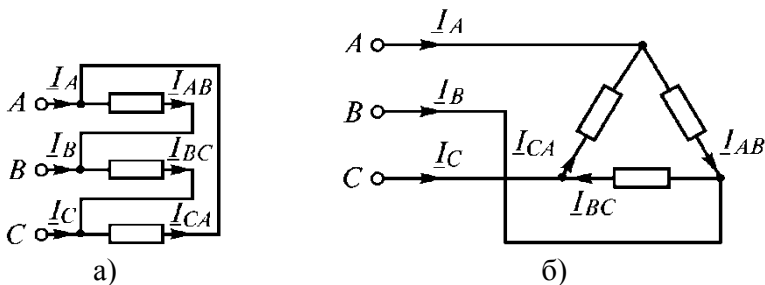 A I_A I_AB
B I_B I_BC
C I_C I_CA
а)
A I_A
B I_B
C I_C I_CA I_AB
I_BC
б)